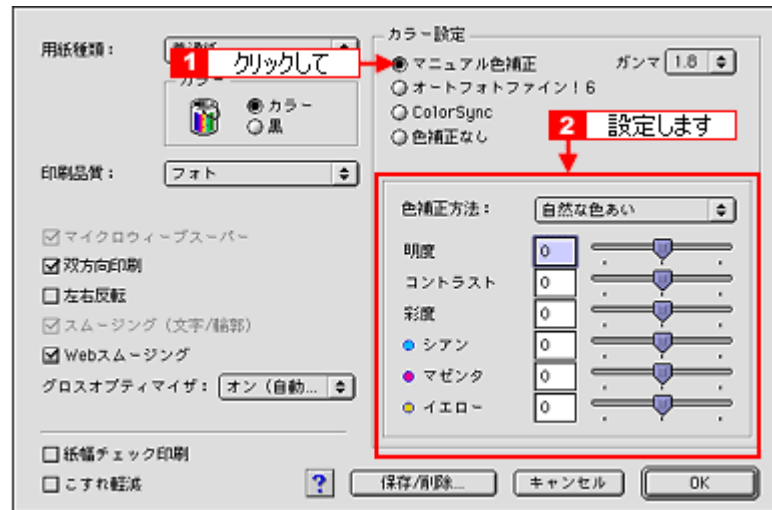 用紙種類：
1 クリックして
カラー
カラー
黒
印刷品質： フォト
マイクロウィーブスーパー
双方向印刷
左右反転
スムージング（文字/輪郭）
Webスムージング
グロスオプティマイザ： オン（自動...
紙幅チェック印刷
こすれ軽減
カラー設定
マニュアル色補正 ガンマ 1.8
オートフォトファイン！6
ColorSync
色補正なし
2 設定します
色補正方法： 自然な色あい
明度 0
コントラスト 0
彩度 0
シアン 0
マゼンタ 0
イエロー 0
? 保存/削除... キャンセル OK